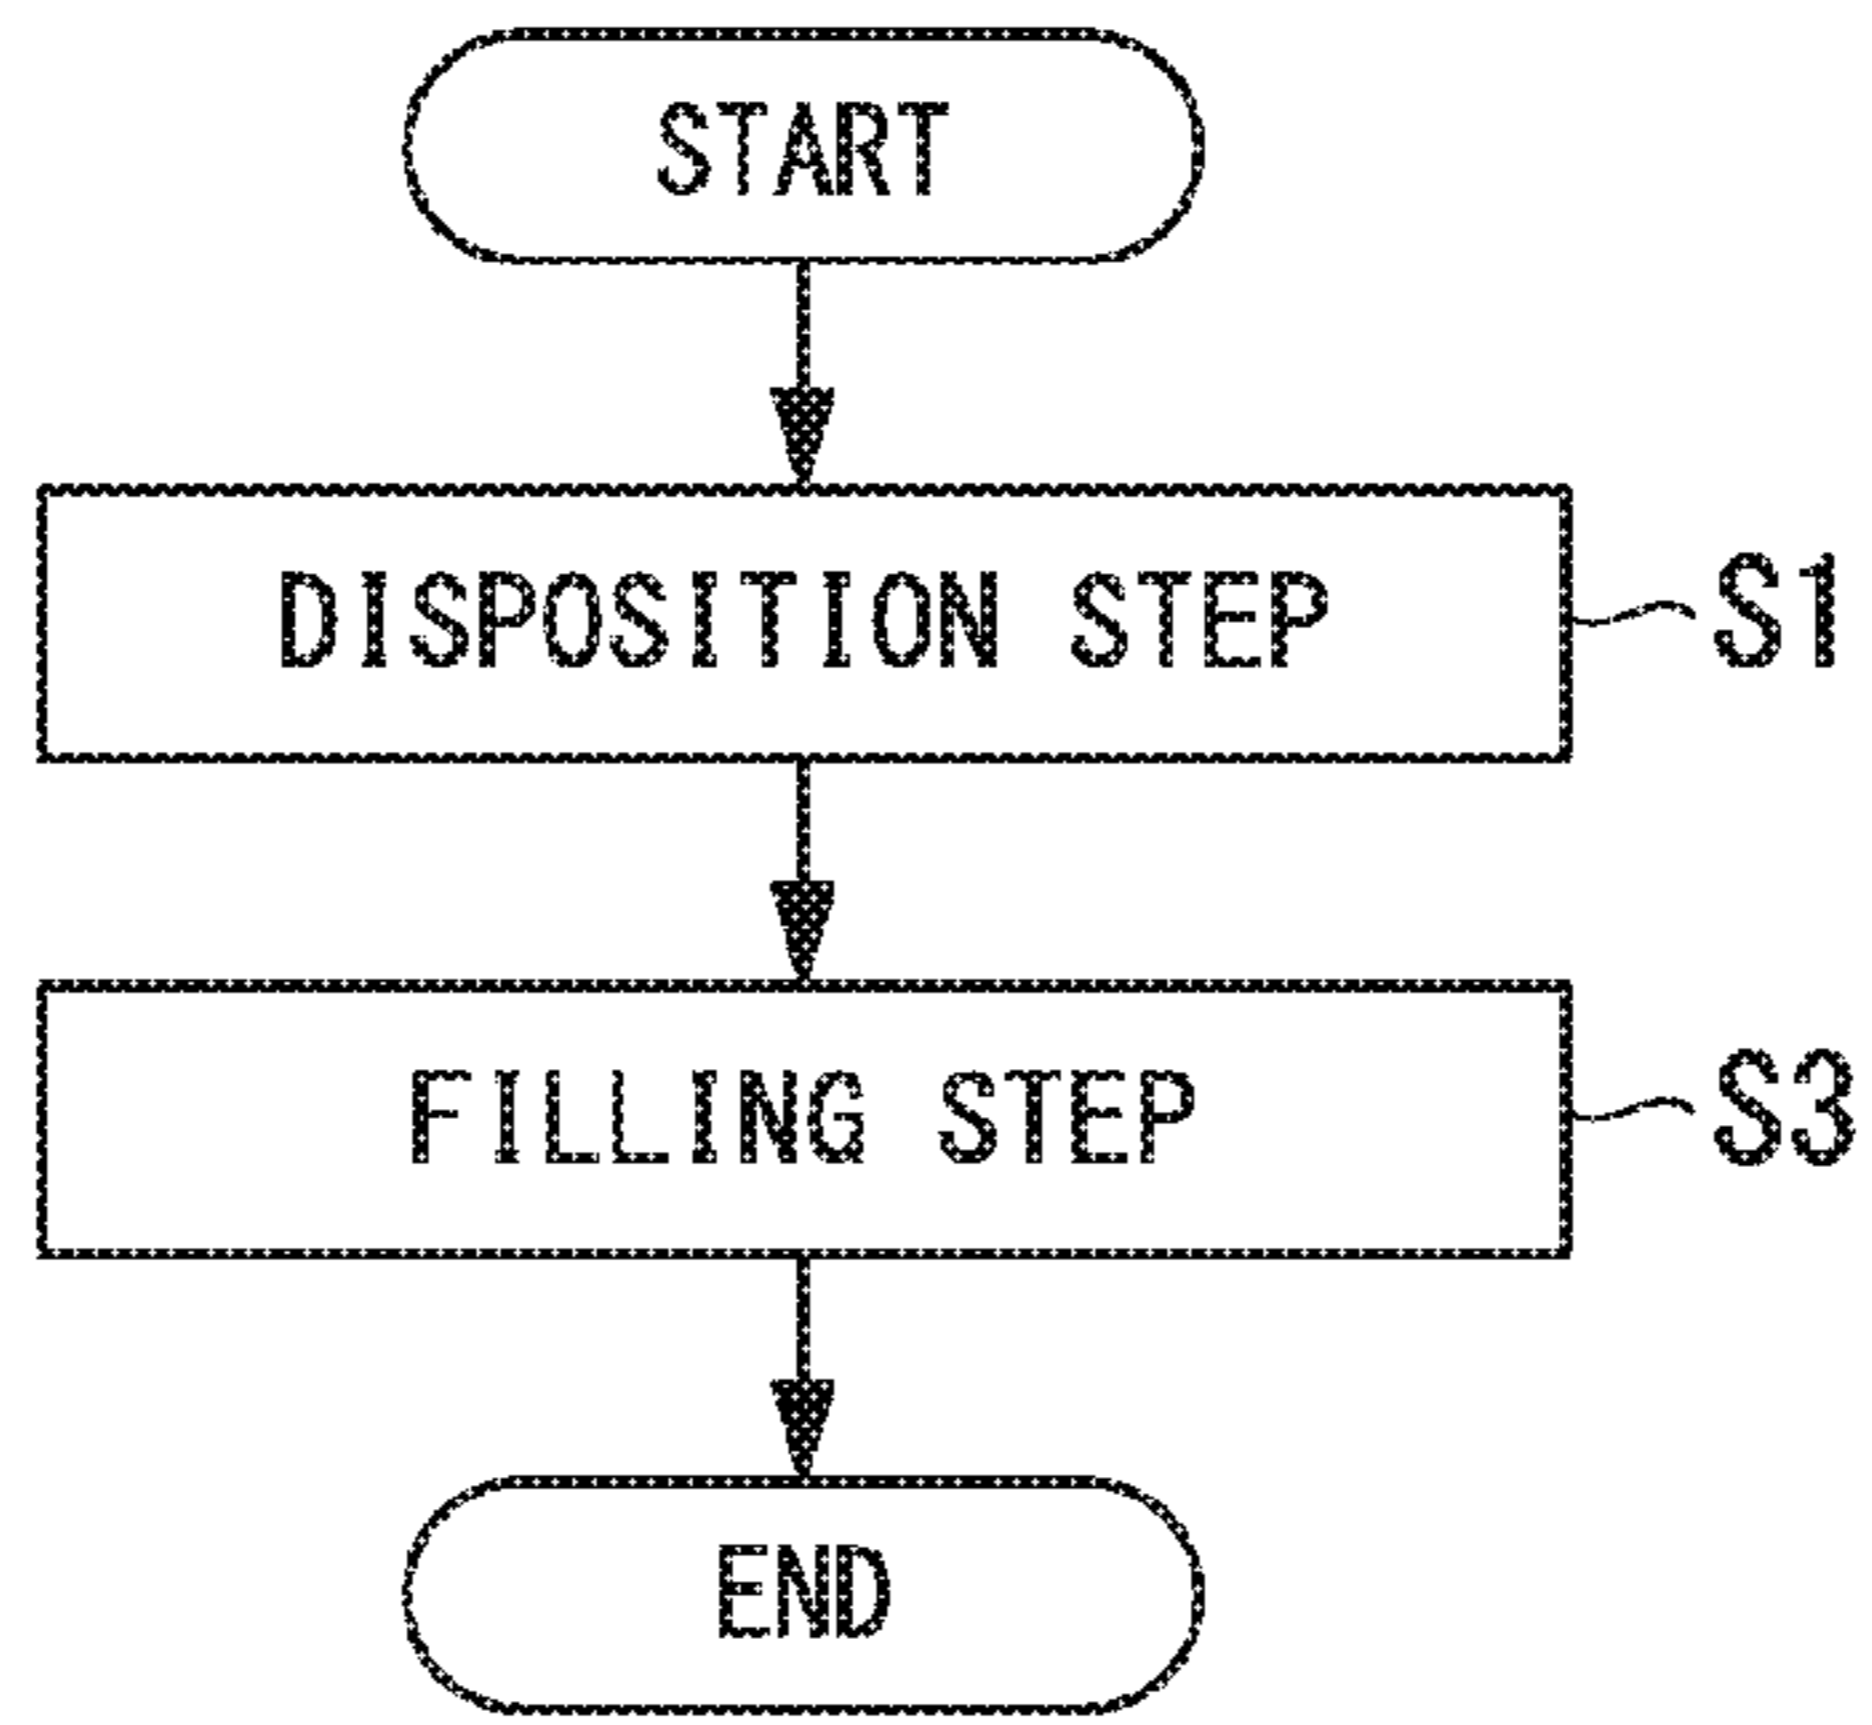 START
DISPOSITION STEP S1
FILLING STEP S3
END